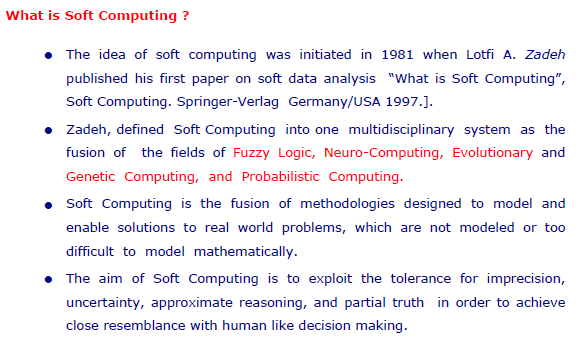 What is Soft Computing ?
● The idea of soft computing was initiated in 1981 when Lotfi A. Zadeh
published his first paper on soft data analysis “What is Soft Computing”,
Soft Computing. Springer-Verlag Germany/USA 1997.].
● Zadeh, defined Soft Computing into one multidisciplinary system as the
fusion of the fields of Fuzzy Logic, Neuro-Computing, Evolutionary and
Genetic Computing, and Probabilistic Computing.
● Soft Computing is the fusion of methodologies designed to model and
enable solutions to real world problems, which are not modeled or too
difficult to model mathematically.
● The aim of Soft Computing is to exploit the tolerance for imprecision,
uncertainty, approximate reasoning, and partial truth in order to achieve
close resemblance with human like decision making.